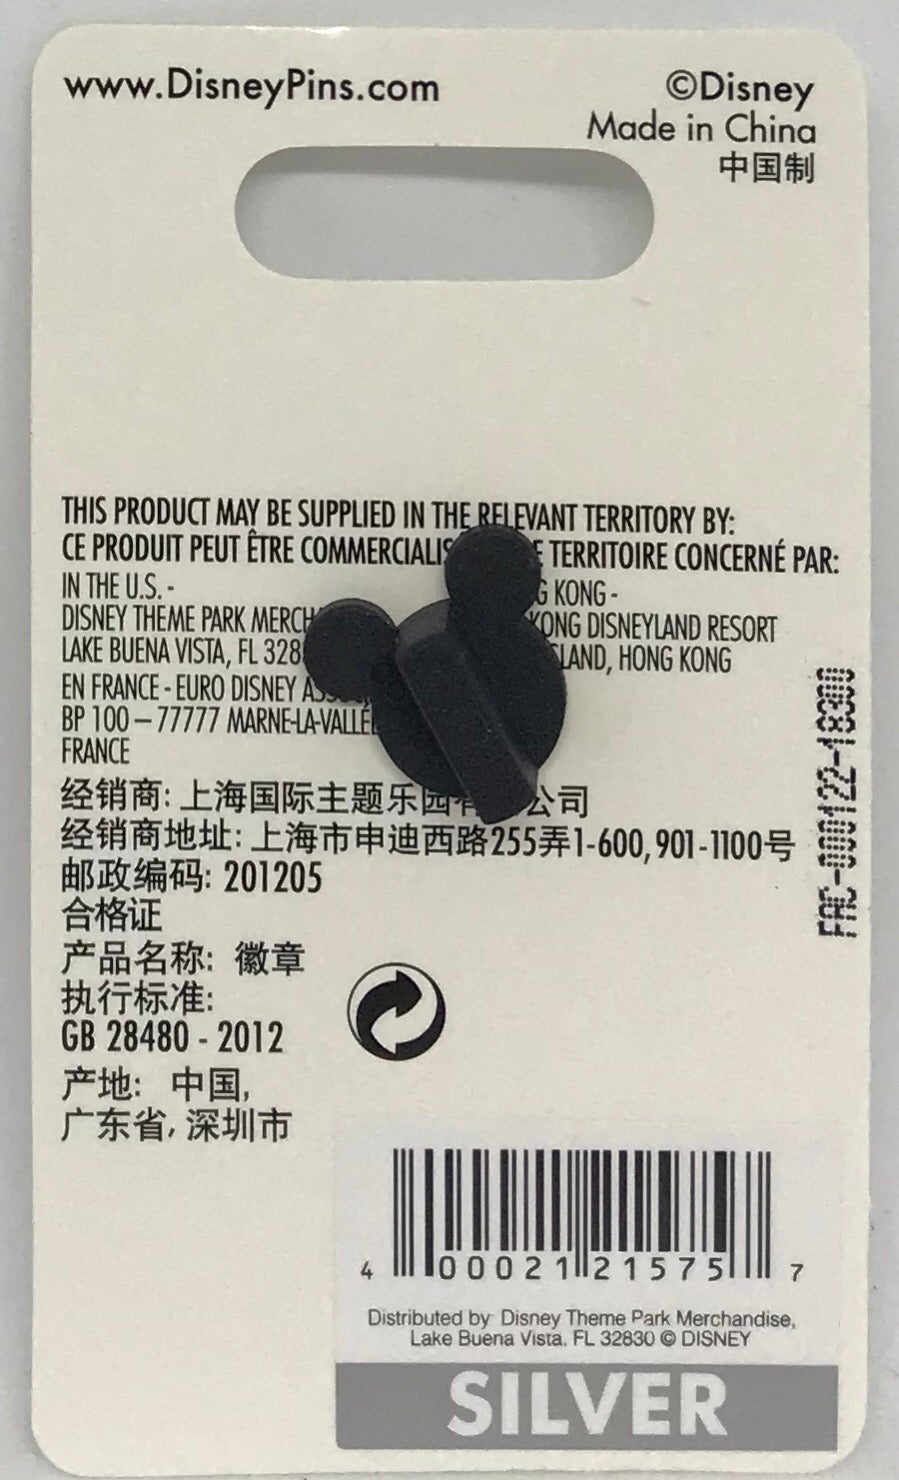 www.DisneyPins.com
©Disney
Made in China
中国制
THIS PRODUCT MAY BE SUPPLIED IN THE RELEVANT TERRITORY BY:
CE PRODUIT PEUT ÊTRE COMMERCIALIS TERRITOIRE CONCERNÉ PAR:
IN THE U.S. -
DISNEY THEME PARK MERCH
LAKE BUENA VISTA, FL 328
G KONG -
KONG DISNEYLAND RESORT
LAND, HONG KONG
EN FRANCE - EURO DISNEY
BP 100 – 77777 MARNE-LA-VALLÉE
FRANCE
经销商: 上海国际主题乐园有 公司
经销商地址: 上海市申迪西路255弄1-600, 901-1100号
邮政编码: 201205
合格证
产品名称: 徽章
执行标准:
GB 28480 - 2012
产地: 中国,
广东省, 深圳市
FAC-000122-18300
4 00021 21575 7
Distributed by: Disney Theme Park Merchandise,
Lake Buena Vista, FL 32830 © DISNEY
SILVER